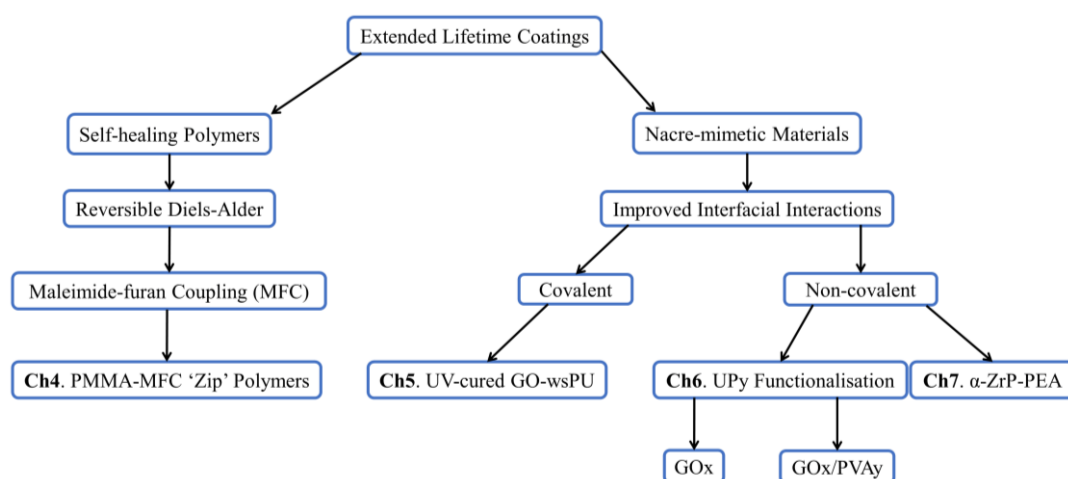 Extended Lifetime Coatings
Self-healing Polymers
Nacre-mimetic Materials
Reversible Diels-Alder
Improved Interfacial Interactions
Maleimide-furan Coupling (MFC)
Covalent
Non-covalent
Ch4. PMMA-MFC ‘Zip’ Polymers
Ch5. UV-cured GO-wsPU
Ch6. UPy Functionalisation
Ch7. α-ZrP-PEA
GOx
GOx/PVAy